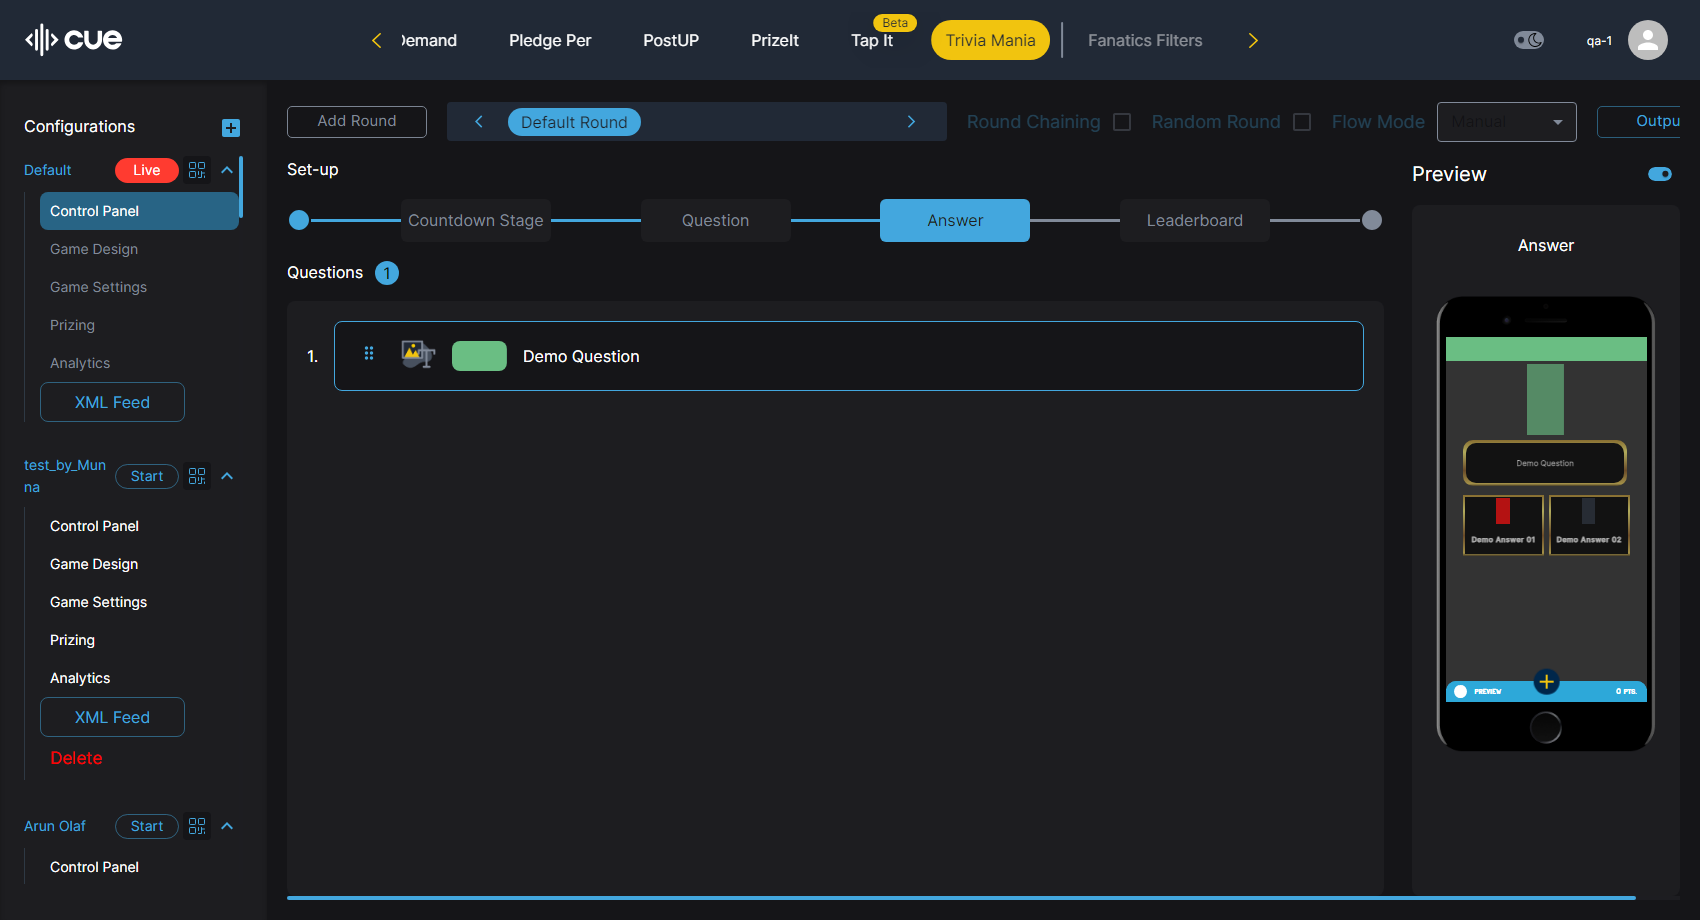 cue
Demand
Pledge Per
PostUP
PrizeIt
Tap It
Beta
Trivia Mania
Fanatics Filters
qa-1
Configurations
Default
Live
Control Panel
Game Design
Game Settings
Prizing
Analytics
XML Feed
test_by_Mun
na
Start
Control Panel
Game Design
Game Settings
Prizing
Analytics
XML Feed
Delete
Arun Olaf
Start
Control Panel
Add Round
Default Round
Round Chaining
Random Round
Flow Mode
Manual
Outpu
Set-up
Countdown Stage
Question
Answer
Leaderboard
Questions 1
1.
Demo Question
Preview
Answer
Demo Question
Demo Answer 01
Demo Answer 02
PREVIEW
0 PTS.